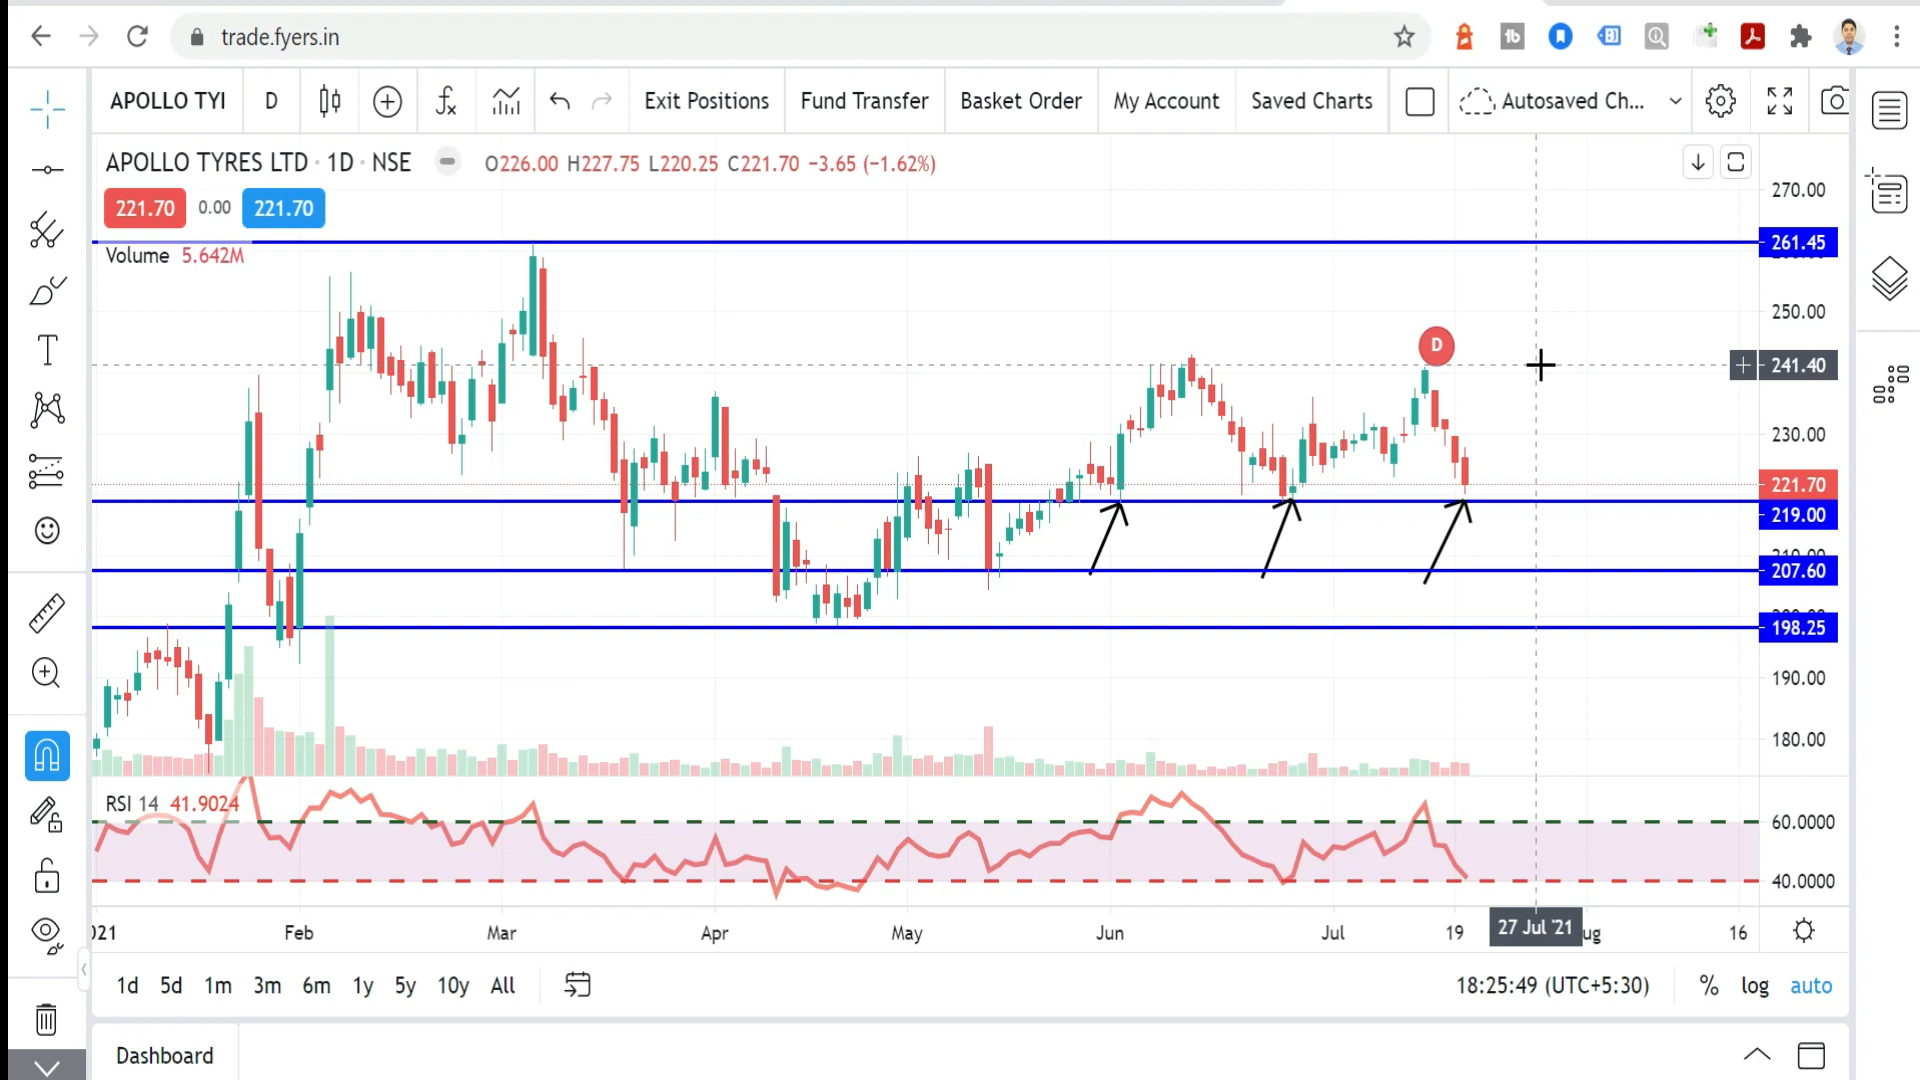 trade.fyers.in
APOLLO TYI D Exit Positions Fund Transfer Basket Order My Account Saved Charts Autosaved Ch...
APOLLO TYRES LTD · 1D · NSE O226.00 H227.75 L220.25 C221.70 −3.65 (−1.62%)
221.70 0.00 221.70
Volume 5.642M
270.00
261.45
250.00
D
241.40
230.00
221.70
219.00
207.60
198.25
190.00
180.00
RSI 14 41.9024
60.0000
40.0000
Feb Mar Apr May Jun Jul 19 27 Jul '21 16
1d 5d 1m 3m 6m 1y 5y 10y All 18:25:49 (UTC+5:30) % log auto
Dashboard